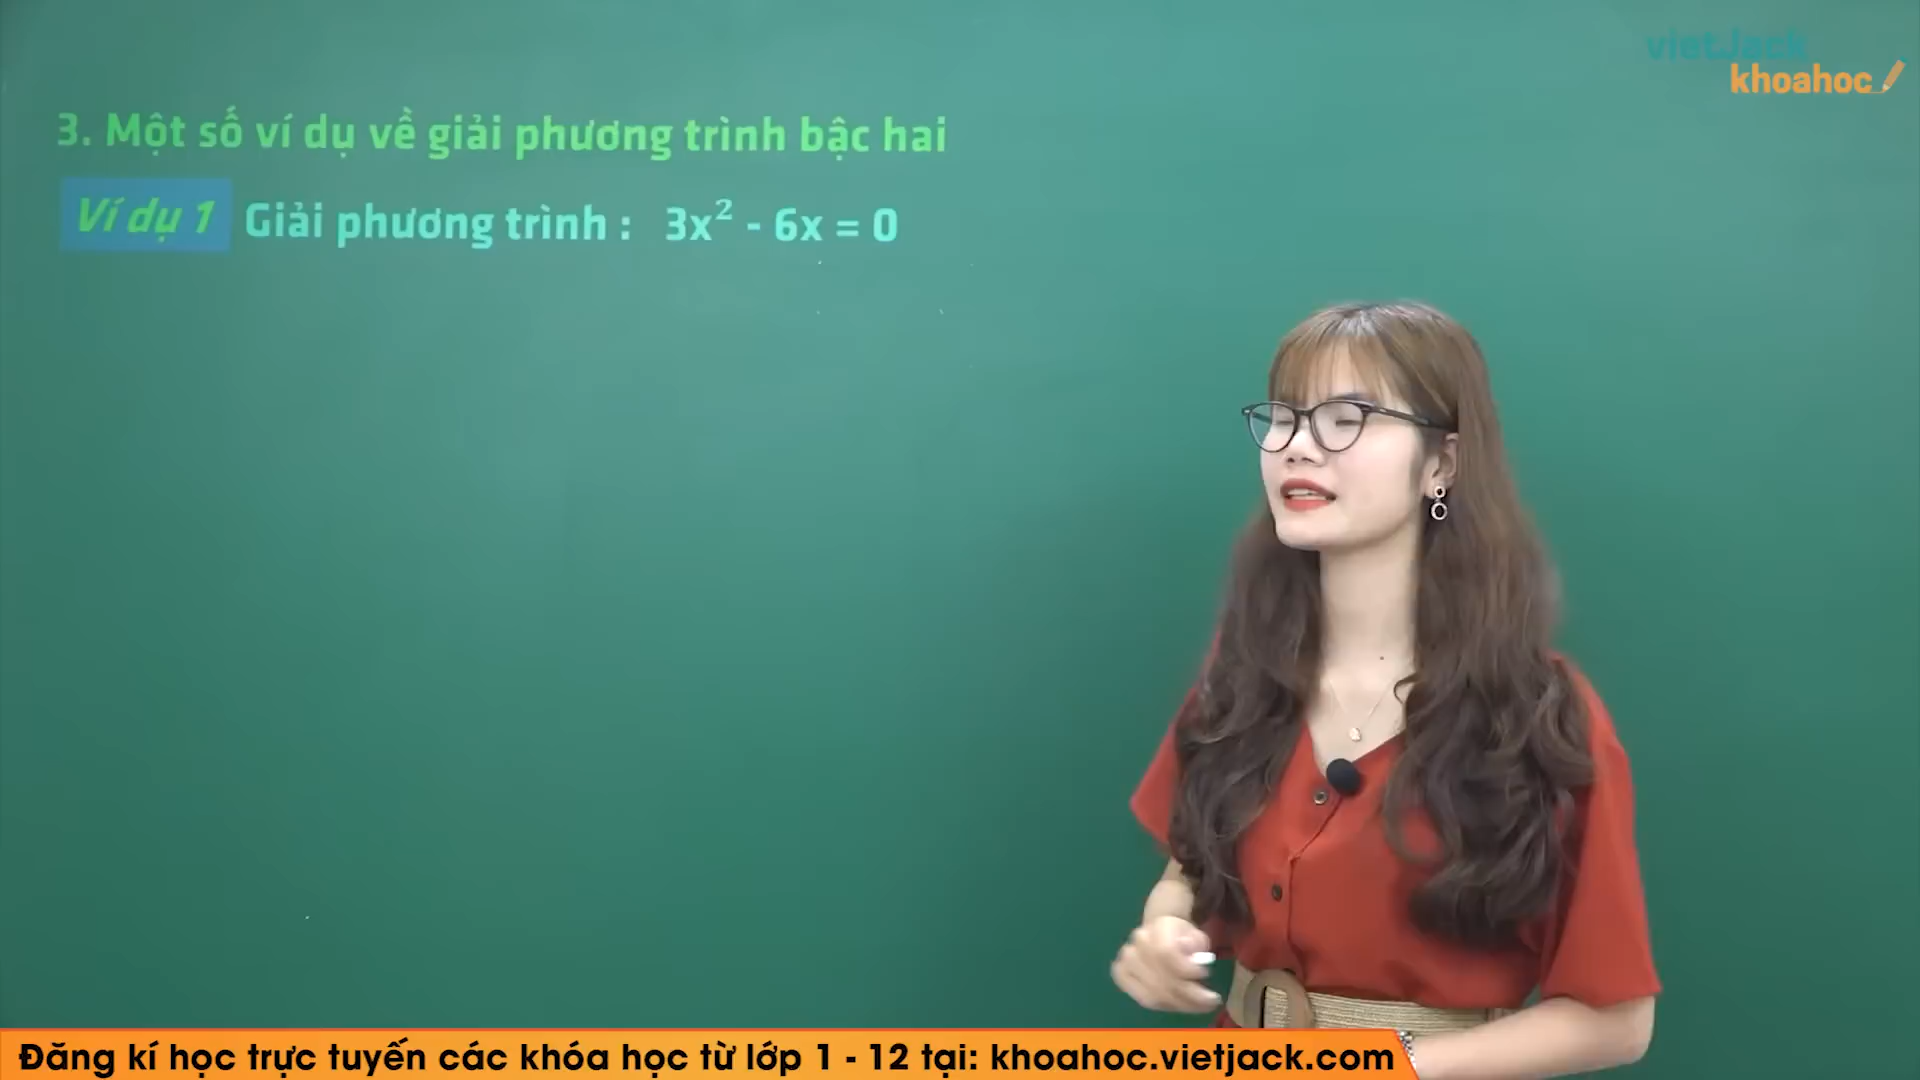 vietJack
khoahoc
3. Một số ví dụ về giải phương trình bậc hai
Ví dụ 1 Giải phương trình : 3x² - 6x = 0
Đăng kí học trực tuyến các khóa học từ lớp 1 - 12 tại: khoahoc.vietjack.com